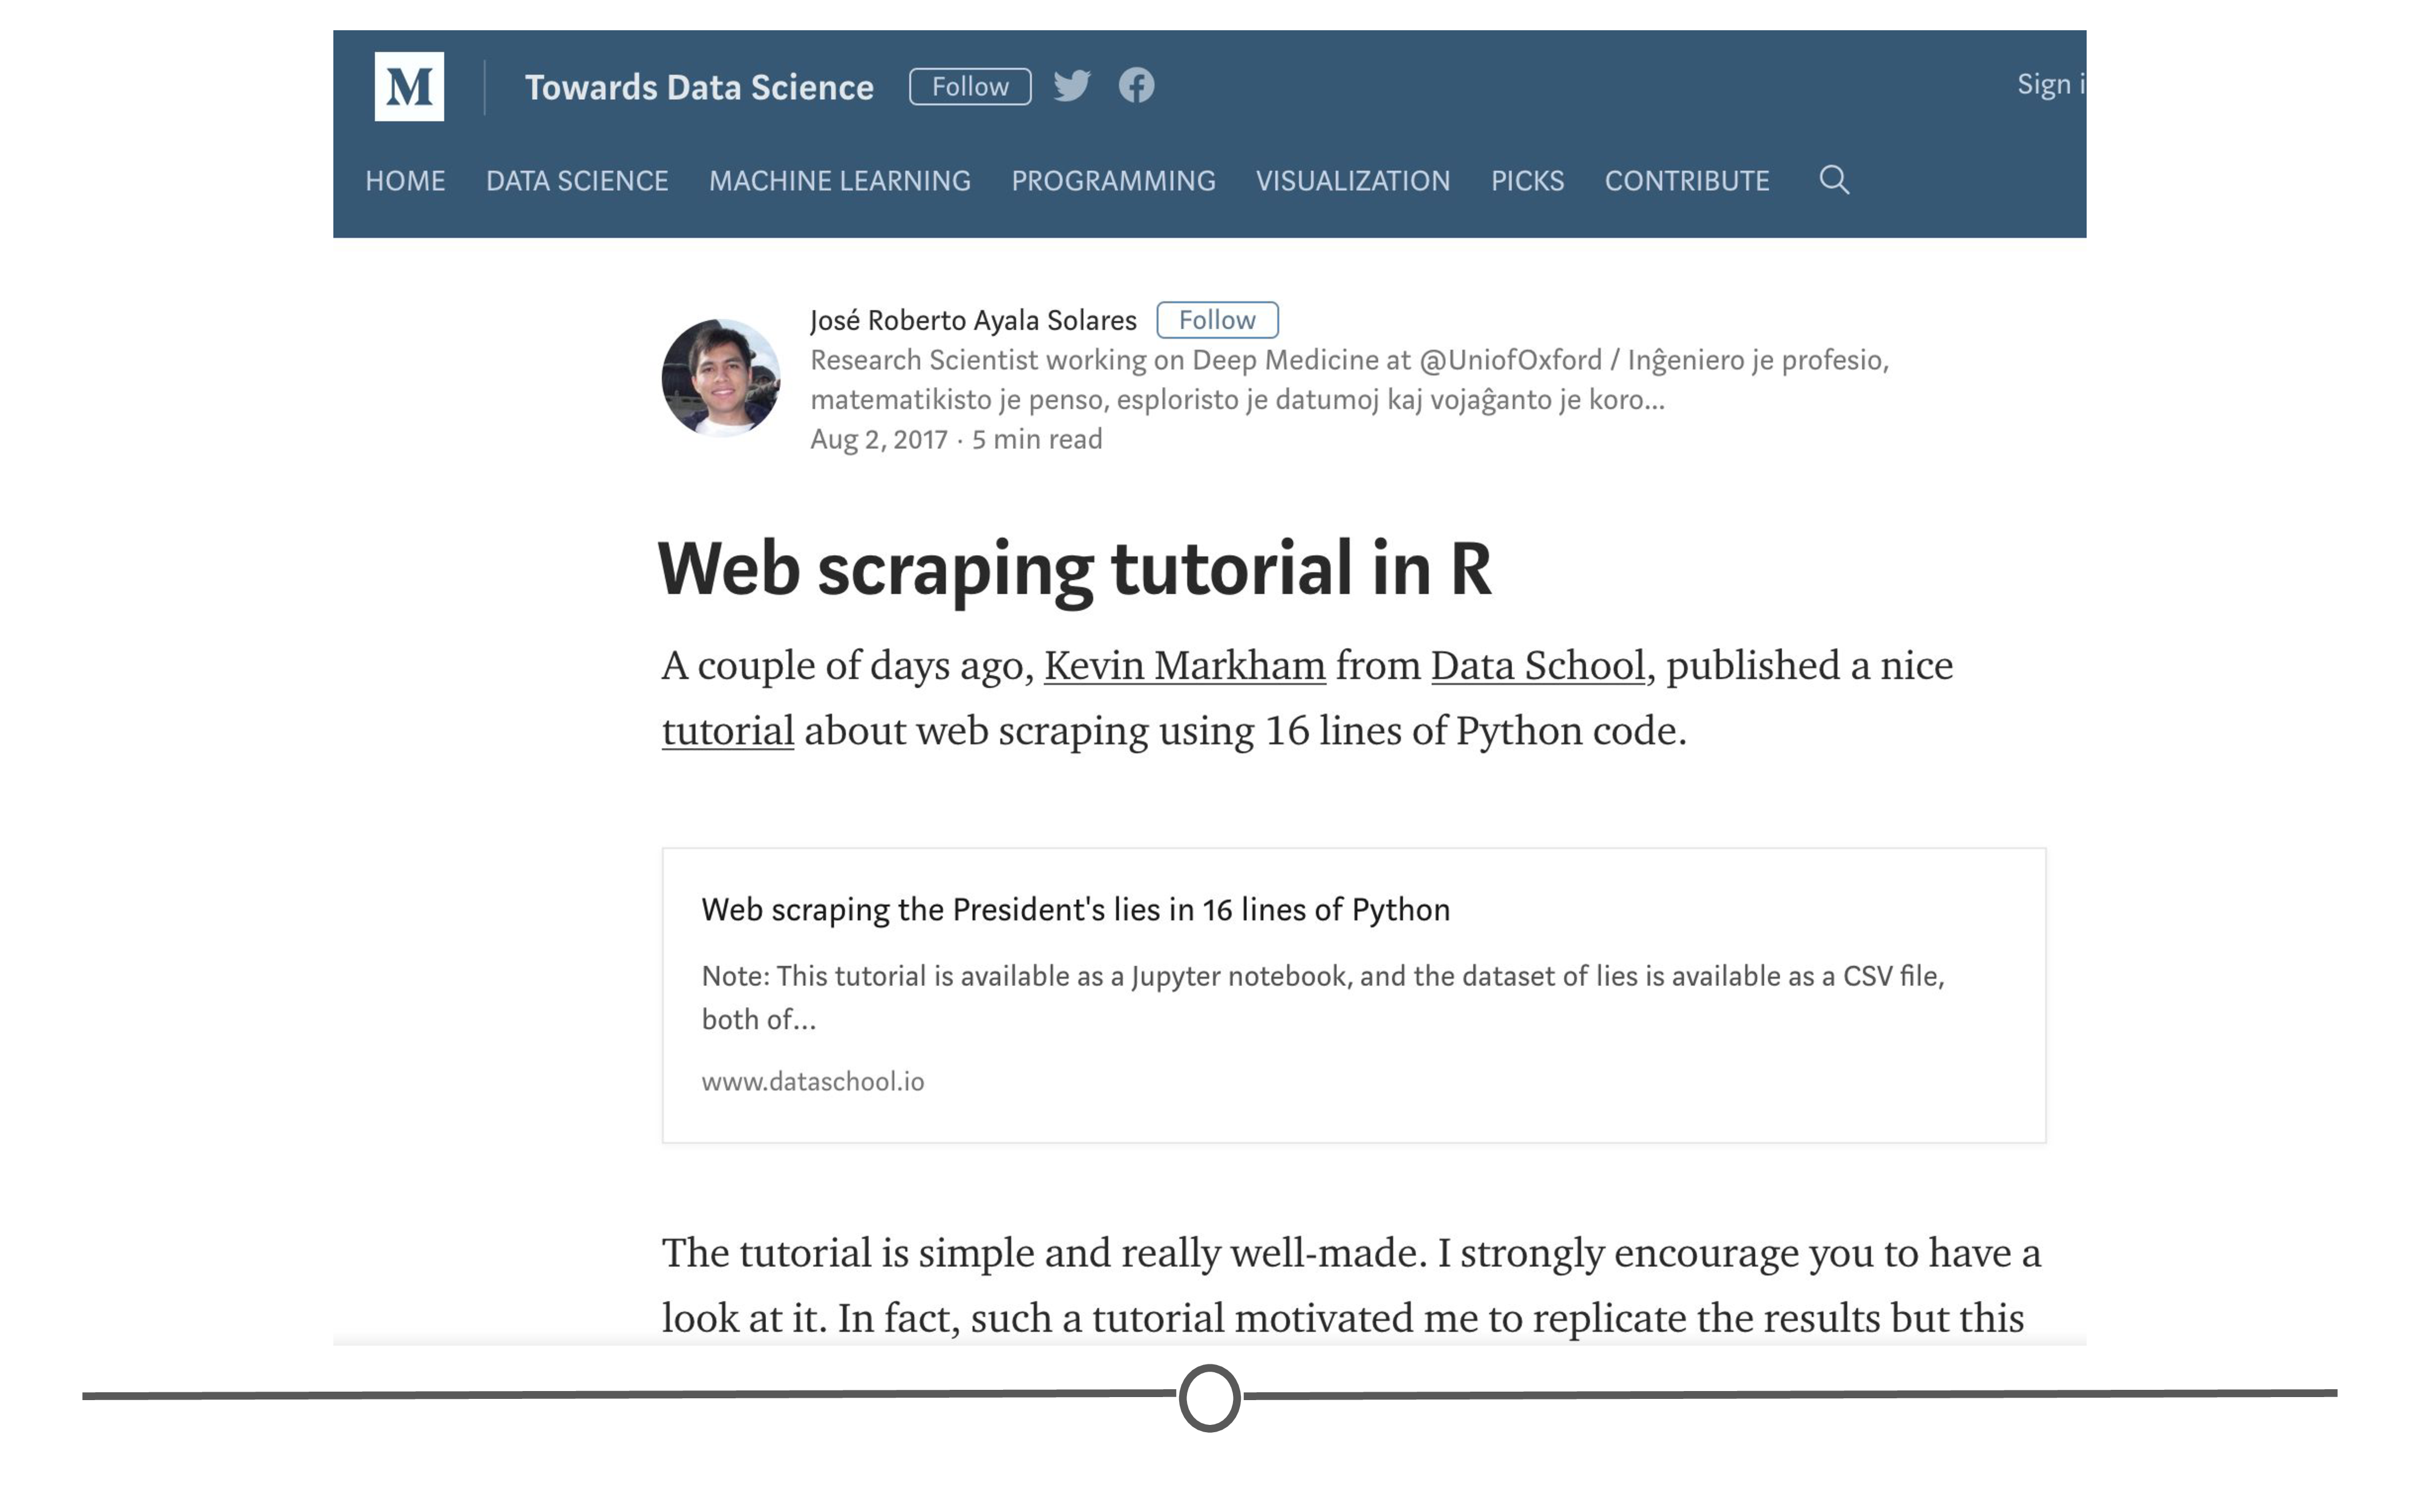 M Towards Data Science Follow Sign i
HOME DATA SCIENCE MACHINE LEARNING PROGRAMMING VISUALIZATION PICKS CONTRIBUTE
José Roberto Ayala Solares Follow
Research Scientist working on Deep Medicine at @UniofOxford / Inĝeniero je profesio,
matematikisto je penso, esploristo je datumoj kaj vojaĝanto je koro...
Aug 2, 2017 · 5 min read
Web scraping tutorial in R
A couple of days ago, Kevin Markham from Data School, published a nice
tutorial about web scraping using 16 lines of Python code.
Web scraping the President's lies in 16 lines of Python
Note: This tutorial is available as a Jupyter notebook, and the dataset of lies is available as a CSV file,
both of...
www.dataschool.io
The tutorial is simple and really well-made. I strongly encourage you to have a
look at it. In fact, such a tutorial motivated me to replicate the results but this